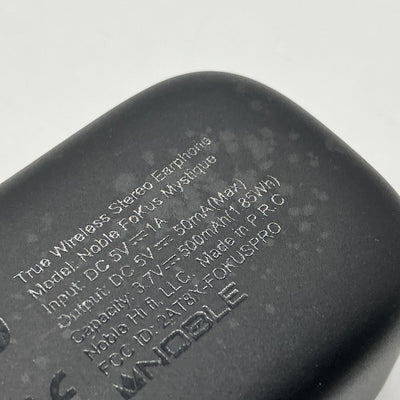 True Wireless Stereo Earphone
Model: Noble FoKus Mystique
Input: DC 5V⎓1A
Output: DC 5V⎓ 50mA(Max)
Capacity: 3.7V⎓500mAh(1.85Wh)
Noble Hi fi, LLC. Made in P.R.C
FCC ID: 2AT8X-FOKUSPRO
NOBLE